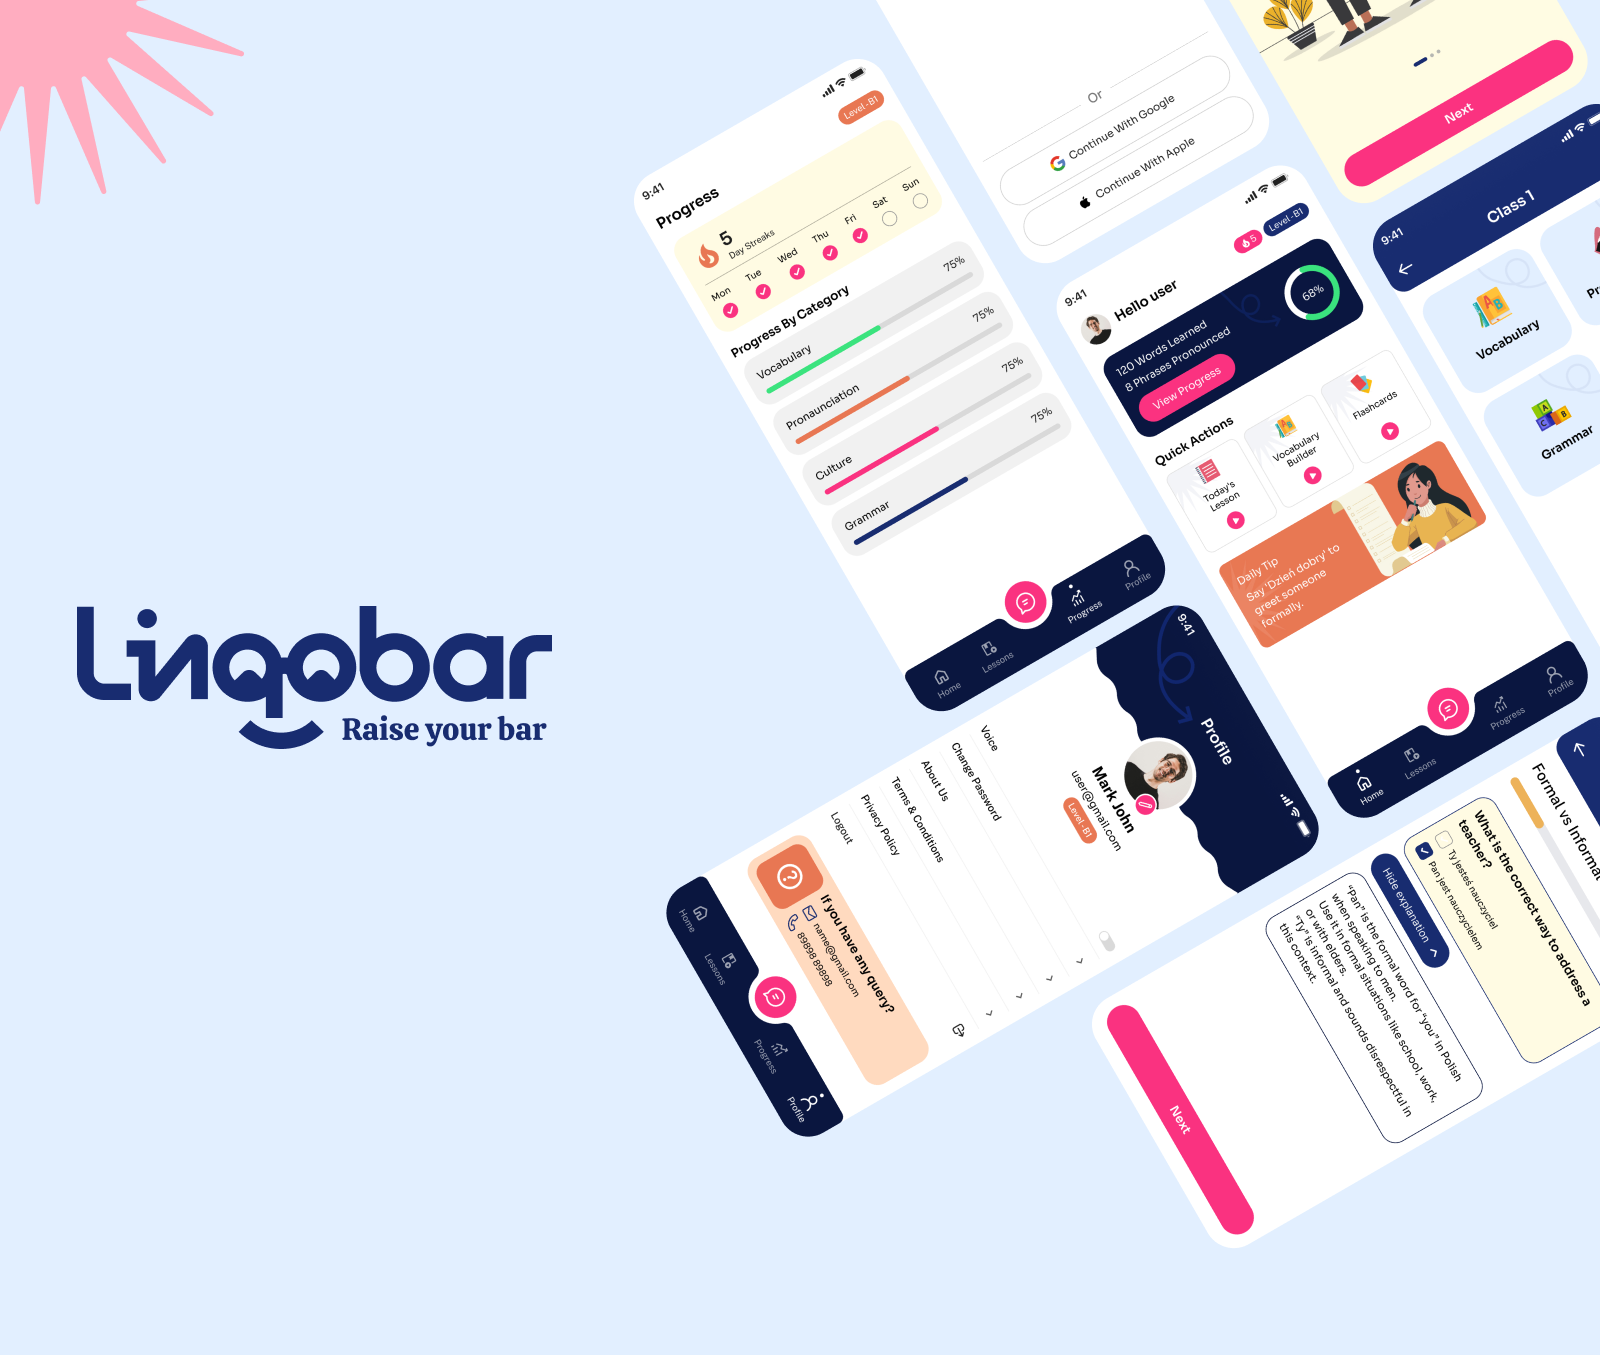 Lingobar
Raise your bar
9:41
Level-B1
Progress
5
Day Streaks
Mon
Tue
Wed
Thu
Fri
Sat
Sun
Progress By Category
Vocabulary
75%
Pronaunciation
75%
Culture
75%
Grammar
75%
Home
Lessons
Progress
Profile
Or
Continue With Google
Continue With Apple
Next
9:41
5
Level-B1
Hello user
120 Words Learned
8 Phrases Pronounced
68%
View Progress
Quick Actions
Today's
Lesson
Vocabulary
Builder
Flashcards
Daily Tip
Say 'Dzień dobry' to
greet someone
formally.
Home
Lessons
Progress
Profile
9:41
Class 1
Vocabulary
Pr
Grammar
9:41
Profile
Mark John
user@gmail.com
Level-B1
Voice
Change Password
About Us
Terms & Conditions
Privacy Policy
Logout
If you have any query?
name@gmail.com
89898 89898
Home
Lessons
Progress
Profile
Formal vs Informa
What is the correct way to address a
teacher?
Ty jesteś nauczyciel
Pan jest nauczycielem
Hide explanation
“Pan” is the formal word for “you” in Polish
when speaking to men.
Use it in formal situations like school, work,
or with elders.
“Ty” is informal and sounds disrespectful in
this context.
Next